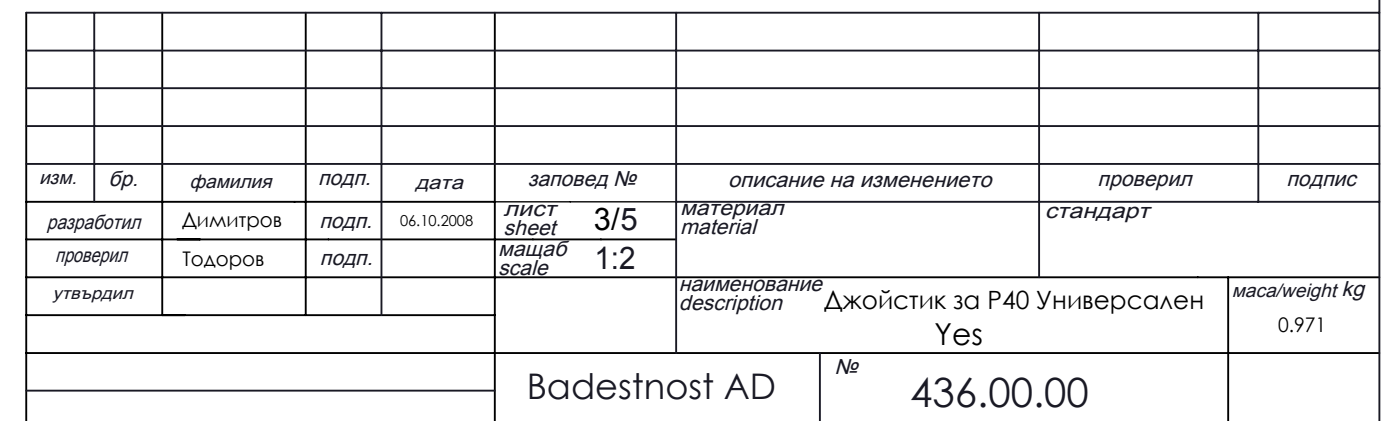 изм. бр. фамилия подп. дата заповед № описание на изменението проверил подпис
разработил Димитров подп. 06.10.2008 лист 3/5 материал стандарт
sheet material
проверил Тодоров подп. мащаб 1:2
scale
утвърдил наименование маса/weight kg
description Джойстик за P40 Универсален
Yes 0.971
Badestnost AD № 436.00.00